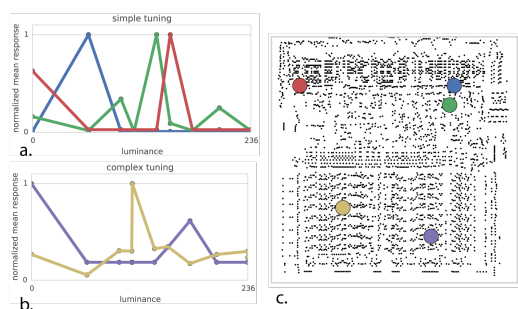 simple tuning
1
normalized mean response
0
0
236
a.
luminance
complex tuning
1
normalized mean response
0
0
236
b.
luminance
c.